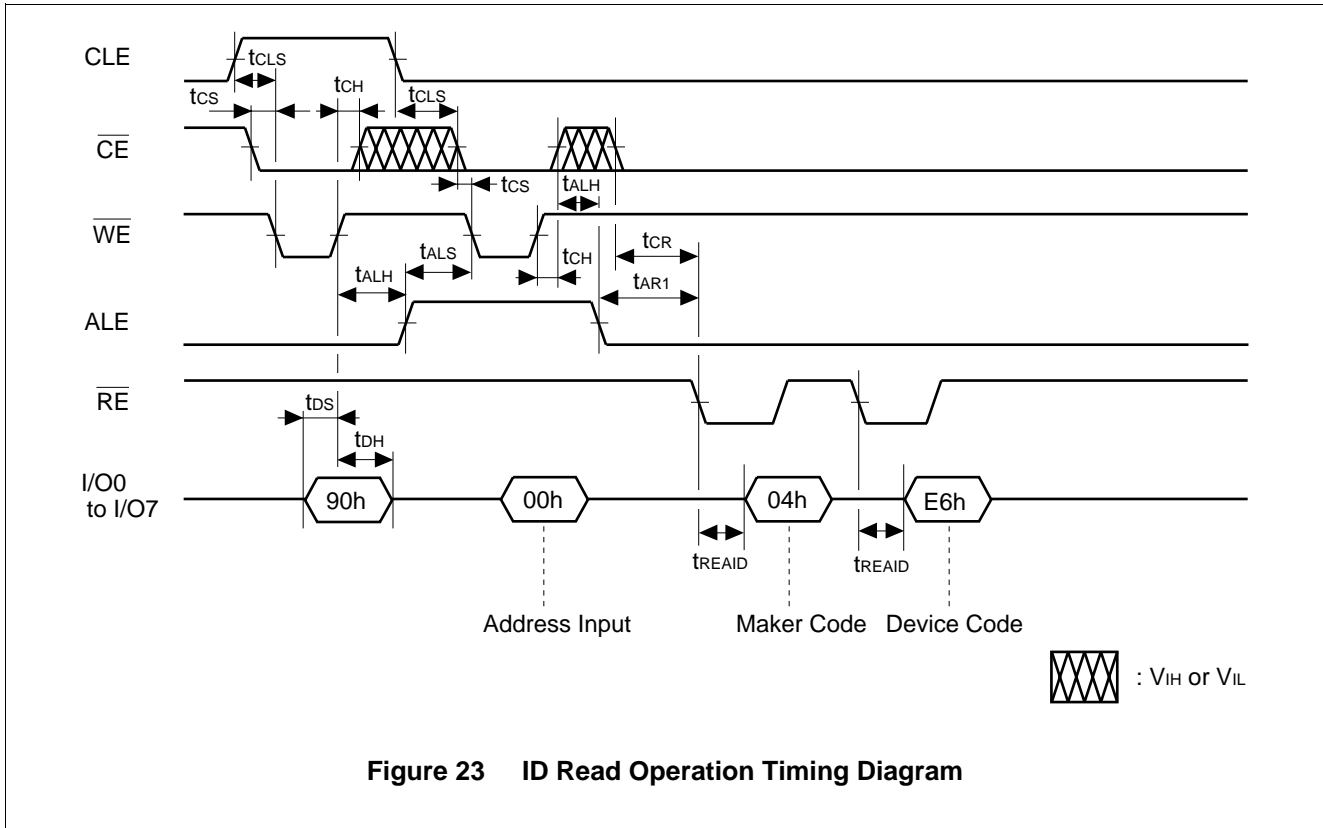 CLE
tCLS
tCS
tCH
tCLS
CE
tCS
tALH
WE
tCR
tALS
tCH
tALH
tAR1
ALE
RE
tDS
tDH
I/O0
to I/O7
90h
00h
04h
E6h
tREAID
tREAID
Address Input
Maker Code
Device Code
: VIH or VIL
Figure 23 ID Read Operation Timing Diagram